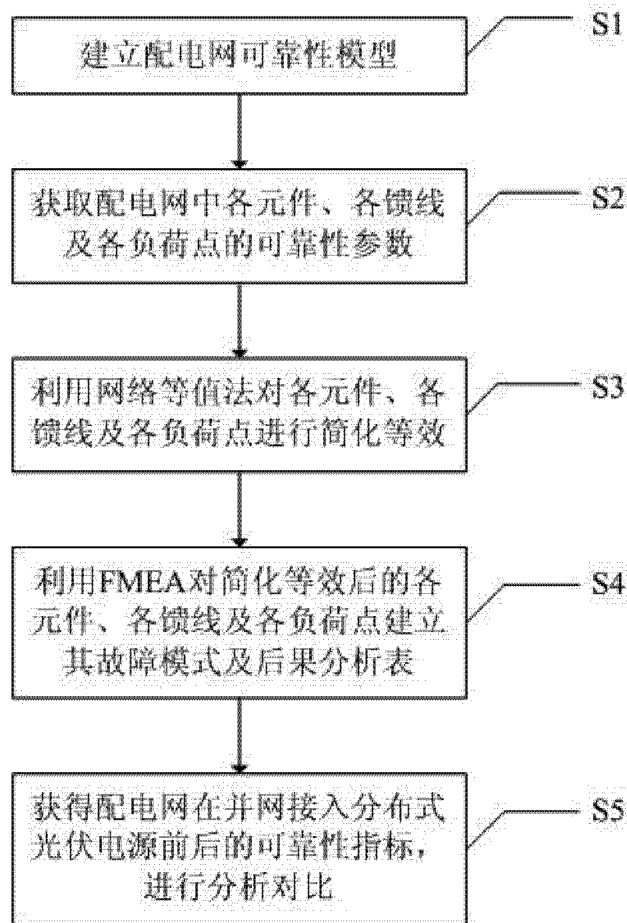 建立配电网可靠性模型
S1
获取配电网中各元件、各馈线
及各负荷点的可靠性参数
S2
利用网络等值法对各元件、各
馈线及各负荷点进行简化等效
S3
利用FMEA对简化等效后的各
元件、各馈线及各负荷点建立
其故障模式及后果分析表
S4
获得配电网在并网接入分布式
光伏电源前后的可靠性指标，
进行分析对比
S5